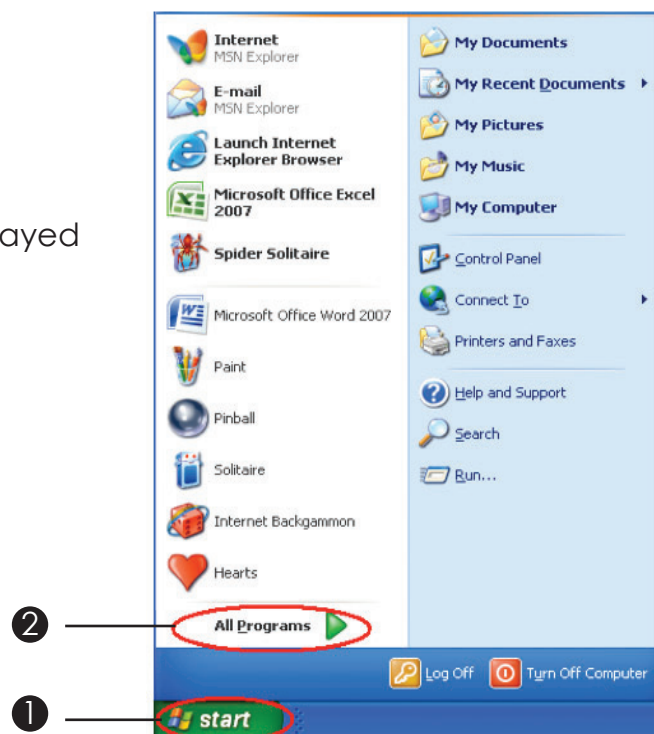 Internet
MSN Explorer
E-mail
MSN Explorer
Launch Internet
Explorer Browser
Microsoft Office Excel
2007
Spider Solitaire
Microsoft Office Word 2007
Paint
Pinball
Solitaire
Internet Backgammon
Hearts
All Programs
My Documents
My Recent Documents
My Pictures
My Music
My Computer
Control Panel
Connect To
Printers and Faxes
Help and Support
Search
Run...
Log Off
Turn Off Computer
start
ayed
2
1